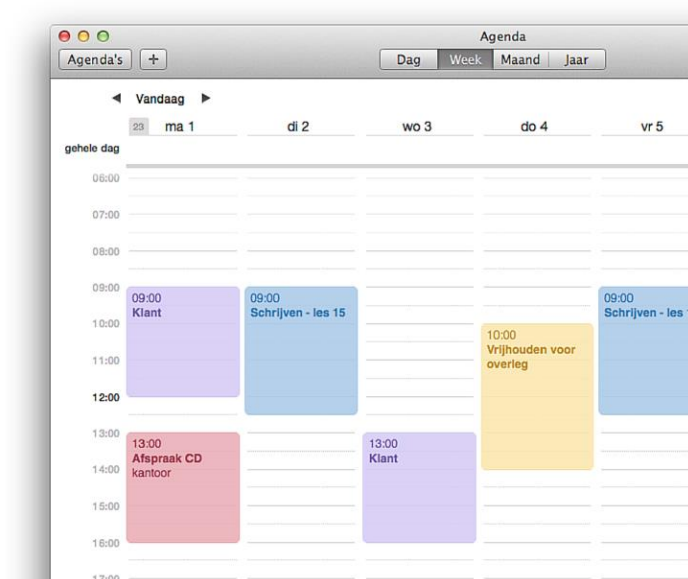 Agenda
Agenda's +
Dag Week Maand Jaar
◀ Vandaag ▶
23 ma 1 di 2 wo 3 do 4 vr 5
gehele dag
06:00
07:00
08:00
09:00
10:00
11:00
12:00
13:00
14:00
15:00
16:00
17:00
09:00
Klant
13:00
Afspraak CD
kantoor
09:00
Schrijven - les 15
13:00
Klant
10:00
Vrijhouden voor
overleg
09:00
Schrijven - les